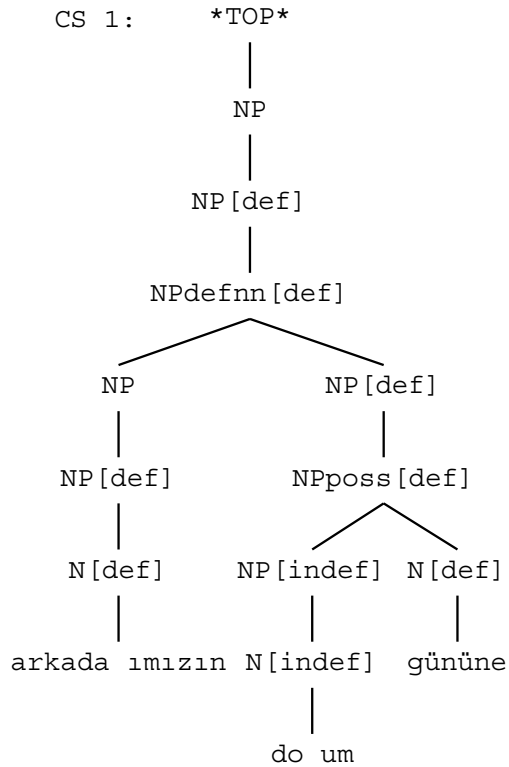 CS 1: *TOP*
NP
NP[def]
NPdefnn[def]
NP NP[def]
NP[def] NPposs[def]
N[def] NP[indef] N[def]
arkada ımızın N[indef] gününe
do um